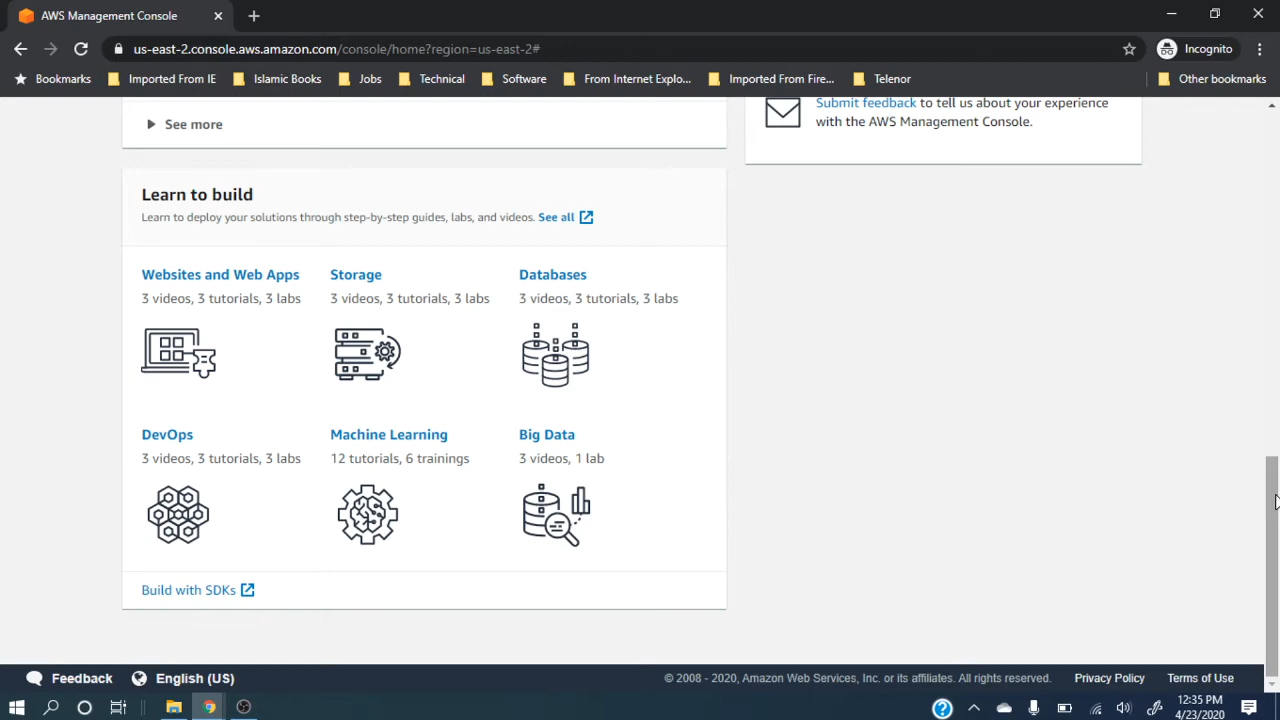 AWS Management Console
us-east-2.console.aws.amazon.com/console/home?region=us-east-2#
Incognito
Bookmarks
Imported From IE
Islamic Books
Jobs
Technical
Software
From Internet Explo...
Imported From Fire...
Telenor
Other bookmarks
See more
Submit feedback to tell us about your experience
with the AWS Management Console.
Learn to build
Learn to deploy your solutions through step-by-step guides, labs, and videos. See all
Websites and Web Apps
3 videos, 3 tutorials, 3 labs
Storage
3 videos, 3 tutorials, 3 labs
Databases
3 videos, 3 tutorials, 3 labs
DevOps
3 videos, 3 tutorials, 3 labs
Machine Learning
12 tutorials, 6 trainings
Big Data
3 videos, 1 lab
Build with SDKs
Feedback
English (US)
© 2008 - 2020, Amazon Web Services, Inc. or its affiliates. All rights reserved.
Privacy Policy
Terms of Use
12:35 PM
4/23/2020